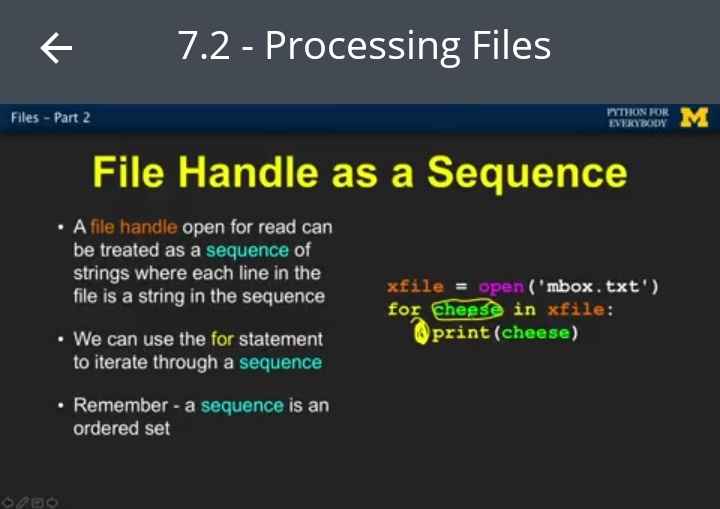 7.2 - Processing Files
Files - Part 2
PYTHON FOR
EVERYBODY
M
File Handle as a Sequence
• A file handle open for read can
be treated as a sequence of
strings where each line in the
file is a string in the sequence
• We can use the for statement
to iterate through a sequence
• Remember - a sequence is an
ordered set
xfile = open('mbox.txt')
for cheese in xfile:
print(cheese)